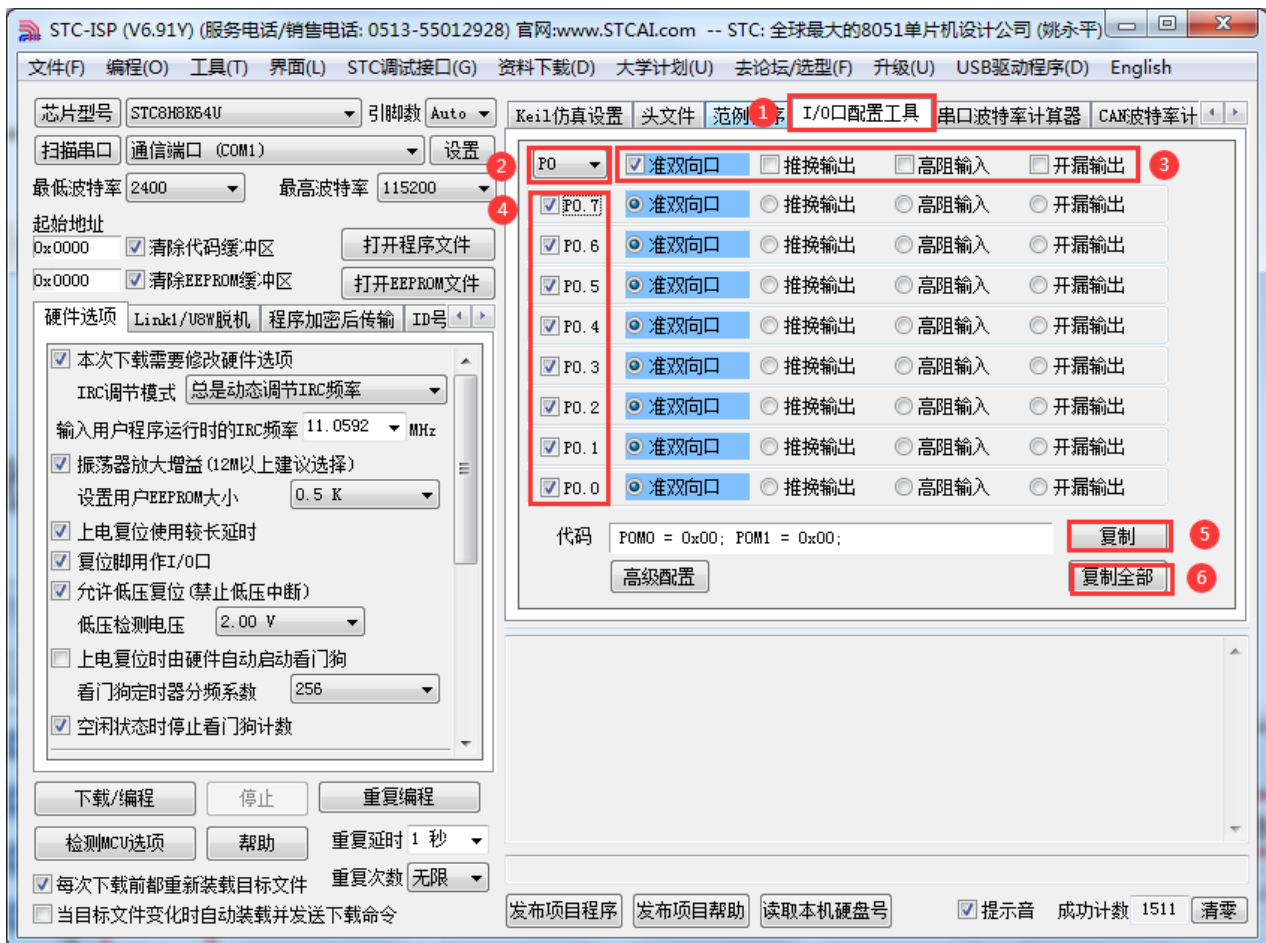 STC-ISP (V6.91Y) (服务电话/销售电话: 0513-55012928) 官网:www.STCAI.com -- STC: 全球最大的8051单片机设计公司 (姚永平)
文件(F) 编程(O) 工具(T) 界面(L) STC调试接口(G) 资料下载(D) 大学计划(U) 去论坛/选型(F) 升级(U) USB驱动程序(D) English
芯片型号 STC8H8K64U 引脚数 Auto
扫描串口 通信端口 (COM1) 设置
最低波特率 2400 最高波特率 115200
起始地址
0x0000 清除代码缓冲区 打开程序文件
0x0000 清除EEPROM缓冲区 打开EEPROM文件
硬件选项 Link1/U8W脱机 程序加密后传输 ID号
本次下载需要修改硬件选项
IRC调节模式 总是动态调节IRC频率
输入用户程序运行时的IRC频率 11.0592 MHz
振荡器放大增益(12M以上建议选择)
设置用户EEPROM大小 0.5 K
上电复位使用较长延时
复位脚用作I/O口
允许低压复位(禁止低压中断)
低压检测电压 2.00 V
上电复位时由硬件自动启动看门狗
看门狗定时器分频系数 256
空闲状态时停止看门狗计数
下载/编程 停止 重复编程
检测MCU选项 帮助 重复延时 1 秒
每次下载前都重新装载目标文件 重复次数 无限
当目标文件变化时自动装载并发送下载命令
Keil仿真设置 头文件 范例 1 序 I/O口配置工具 串口波特率计算器 CAN波特率计
2 P0 准双向口 推挽输出 高阻输入 开漏输出 3
4 P0.7 准双向口 推挽输出 高阻输入 开漏输出
P0.6 准双向口 推挽输出 高阻输入 开漏输出
P0.5 准双向口 推挽输出 高阻输入 开漏输出
P0.4 准双向口 推挽输出 高阻输入 开漏输出
P0.3 准双向口 推挽输出 高阻输入 开漏输出
P0.2 准双向口 推挽输出 高阻输入 开漏输出
P0.1 准双向口 推挽输出 高阻输入 开漏输出
P0.0 准双向口 推挽输出 高阻输入 开漏输出
代码 P0M0 = 0x00; P0M1 = 0x00; 复制 5
高级配置 复制全部 6
发布项目程序 发布项目帮助 读取本机硬盘号 提示音 成功计数 1511 清零